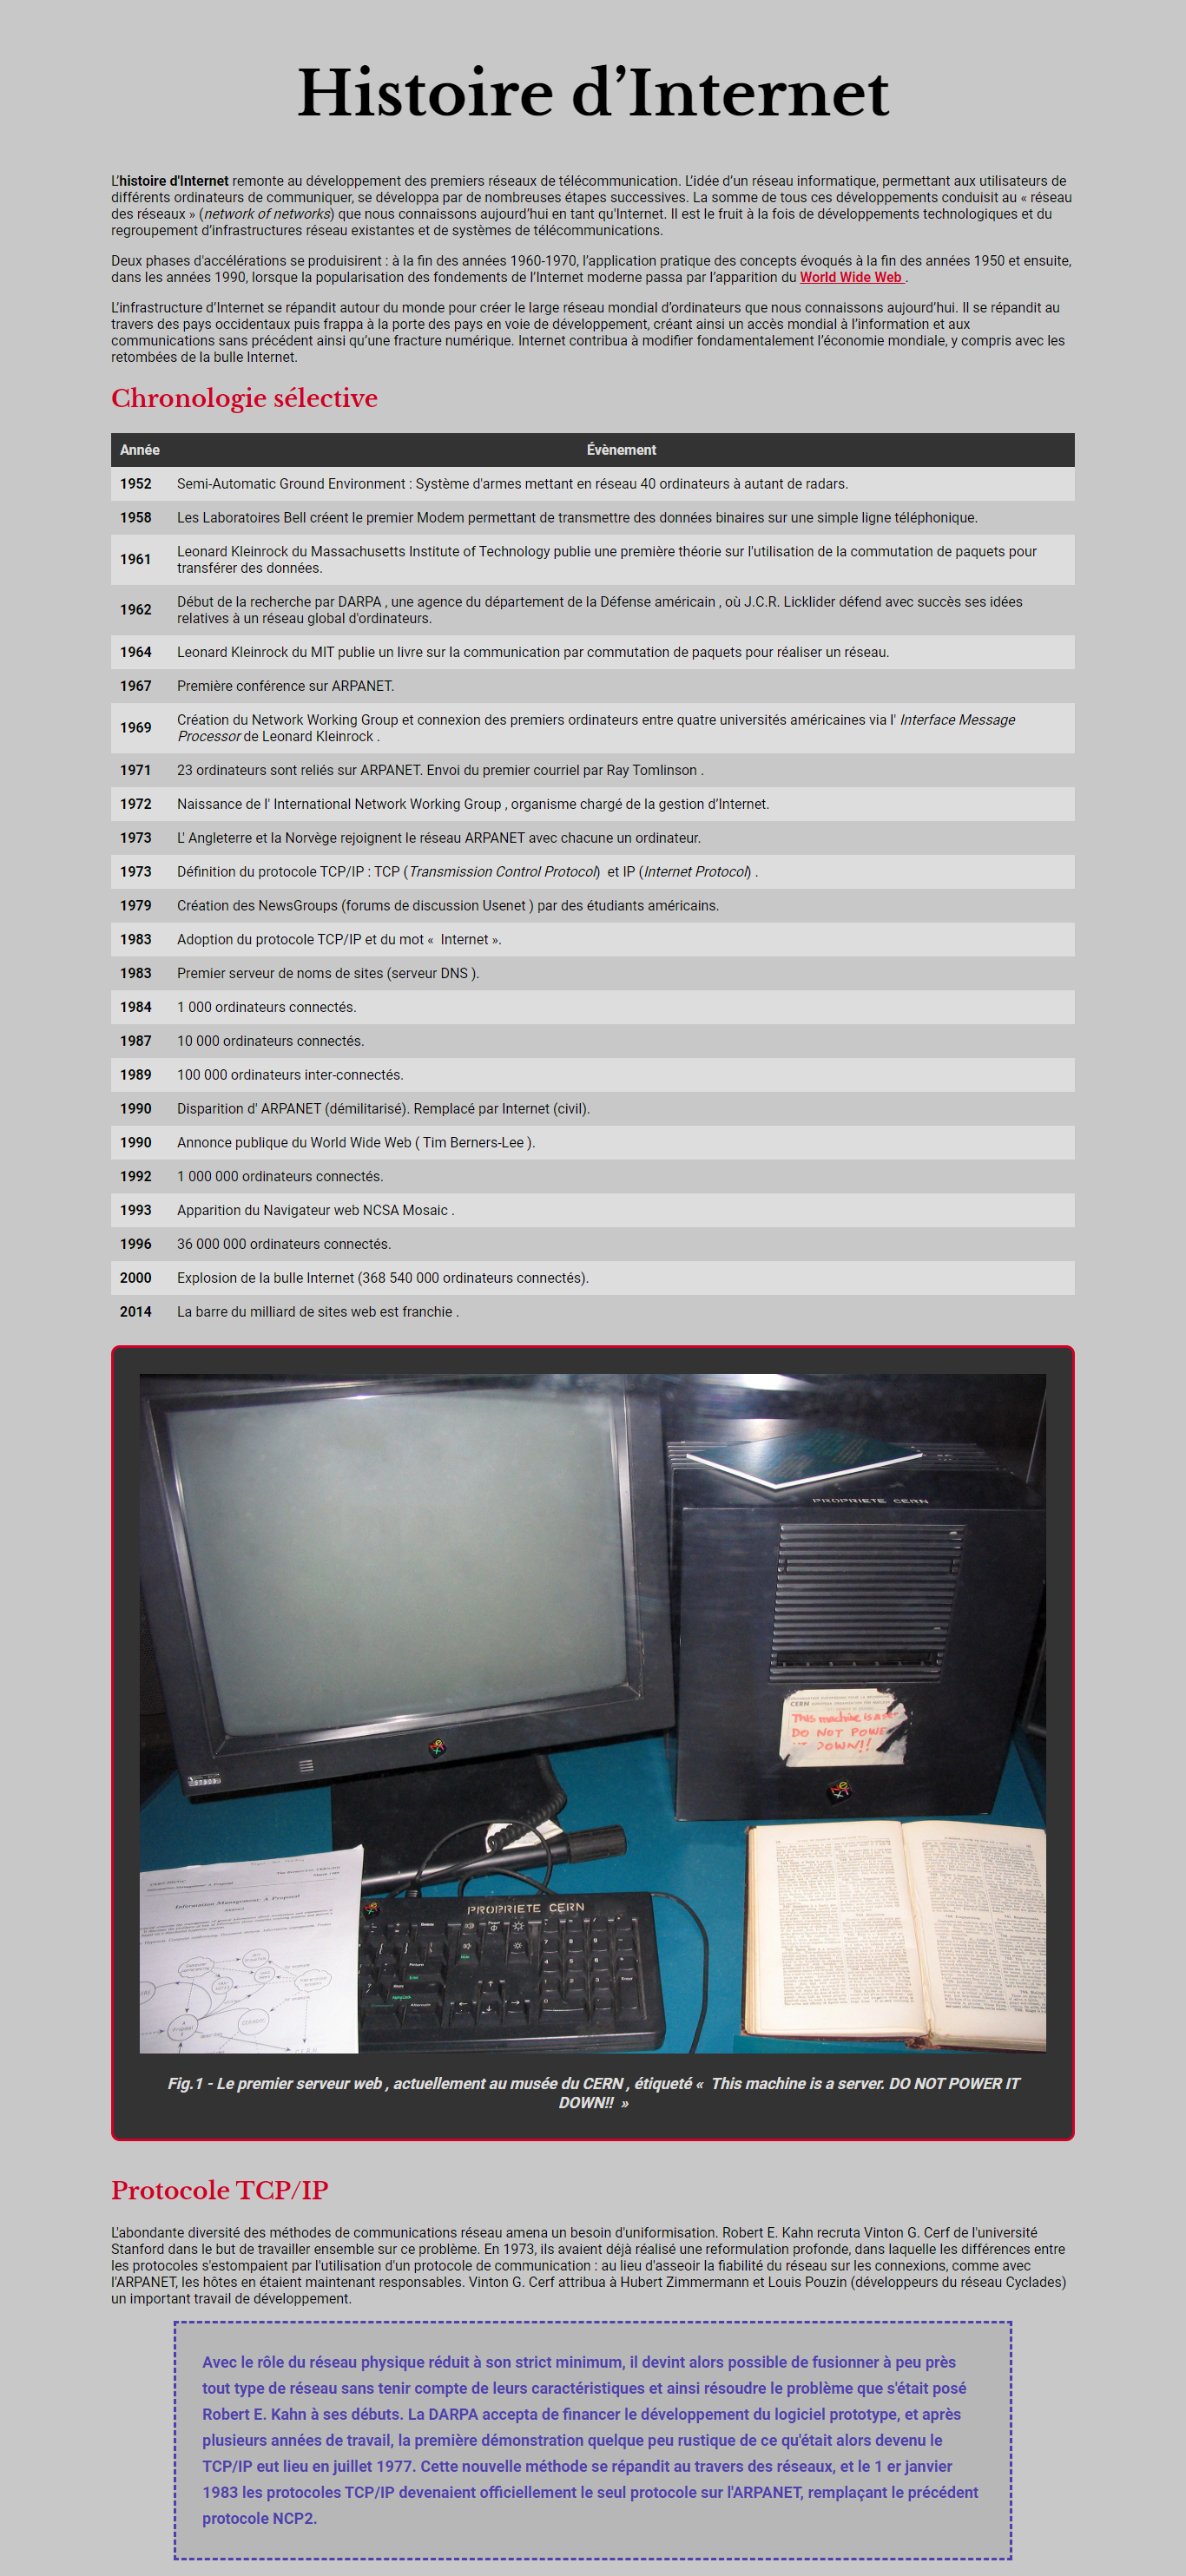 Histoire d’Internet
L'histoire d'Internet remonte au développement des premiers réseaux de télécommunication. L’idée d’un réseau informatique, permettant aux utilisateurs de
différents ordinateurs de communiquer, se développa par de nombreuses étapes successives. La somme de tous ces développements conduisit au « réseau
des réseaux » (network of networks) que nous connaissons aujourd’hui en tant qu'Internet. Il est le fruit à la fois de développements technologiques et du
regroupement d’infrastructures réseau existantes et de systèmes de télécommunications.
Deux phases d'accélérations se produisirent : à la fin des années 1960-1970, l’application pratique des concepts évoqués à la fin des années 1950 et ensuite,
dans les années 1990, lorsque la popularisation des fondements de l’Internet moderne passa par l’apparition du World Wide Web .
L’infrastructure d’Internet se répandit autour du monde pour créer le large réseau mondial d’ordinateurs que nous connaissons aujourd’hui. Il se répandit au
travers des pays occidentaux puis frappa à la porte des pays en voie de développement, créant ainsi un accès mondial à l’information et aux
communications sans précédent ainsi qu’une fracture numérique. Internet contribua à modifier fondamentalement l’économie mondiale, y compris avec les
retombées de la bulle Internet.
Chronologie sélective
Année Évènement
1952 Semi-Automatic Ground Environment : Système d'armes mettant en réseau 40 ordinateurs à autant de radars.
1958 Les Laboratoires Bell créent le premier Modem permettant de transmettre des données binaires sur une simple ligne téléphonique.
1961 Leonard Kleinrock du Massachusetts Institute of Technology publie une première théorie sur l'utilisation de la commutation de paquets pour
transférer des données.
1962 Début de la recherche par DARPA , une agence du département de la Défense américain , où J.C.R. Licklider défend avec succès ses idées
relatives à un réseau global d'ordinateurs.
1964 Leonard Kleinrock du MIT publie un livre sur la communication par commutation de paquets pour réaliser un réseau.
1967 Première conférence sur ARPANET.
1969 Création du Network Working Group et connexion des premiers ordinateurs entre quatre universités américaines via l' Interface Message
Processor de Leonard Kleinrock .
1971 23 ordinateurs sont reliés sur ARPANET. Envoi du premier courriel par Ray Tomlinson .
1972 Naissance de l' International Network Working Group , organisme chargé de la gestion d’Internet.
1973 L' Angleterre et la Norvège rejoignent le réseau ARPANET avec chacune un ordinateur.
1973 Définition du protocole TCP/IP : TCP (Transmission Control Protocol)  et IP (Internet Protocol) .
1979 Création des NewsGroups (forums de discussion Usenet ) par des étudiants américains.
1983 Adoption du protocole TCP/IP et du mot «  Internet ».
1983 Premier serveur de noms de sites (serveur DNS ).
1984 1 000 ordinateurs connectés.
1987 10 000 ordinateurs connectés.
1989 100 000 ordinateurs inter-connectés.
1990 Disparition d' ARPANET (démilitarisé). Remplacé par Internet (civil).
1990 Annonce publique du World Wide Web ( Tim Berners-Lee ).
1992 1 000 000 ordinateurs connectés.
1993 Apparition du Navigateur web NCSA Mosaic .
1996 36 000 000 ordinateurs connectés.
2000 Explosion de la bulle Internet (368 540 000 ordinateurs connectés).
2014 La barre du milliard de sites web est franchie .
PROPRIETE CERN
CERN
This machine is a
DO NOT POWE
DOWN!!
NeXT
Information Management: A Proposal
PROPRIETE CERN
Fig.1 - Le premier serveur web , actuellement au musée du CERN , étiqueté «  This machine is a server. DO NOT POWER IT
DOWN!!  »
Protocole TCP/IP
L'abondante diversité des méthodes de communications réseau amena un besoin d'uniformisation. Robert E. Kahn recruta Vinton G. Cerf de l'université
Stanford dans le but de travailler ensemble sur ce problème. En 1973, ils avaient déjà réalisé une reformulation profonde, dans laquelle les différences entre
les protocoles s'estompaient par l'utilisation d'un protocole de communication : au lieu d'asseoir la fiabilité du réseau sur les connexions, comme avec
l'ARPANET, les hôtes en étaient maintenant responsables. Vinton G. Cerf attribua à Hubert Zimmermann et Louis Pouzin (développeurs du réseau Cyclades)
un important travail de développement.
Avec le rôle du réseau physique réduit à son strict minimum, il devint alors possible de fusionner à peu près
tout type de réseau sans tenir compte de leurs caractéristiques et ainsi résoudre le problème que s'était posé
Robert E. Kahn à ses débuts. La DARPA accepta de financer le développement du logiciel prototype, et après
plusieurs années de travail, la première démonstration quelque peu rustique de ce qu'était alors devenu le
TCP/IP eut lieu en juillet 1977. Cette nouvelle méthode se répandit au travers des réseaux, et le 1 er janvier
1983 les protocoles TCP/IP devenaient officiellement le seul protocole sur l'ARPANET, remplaçant le précédent
protocole NCP2.